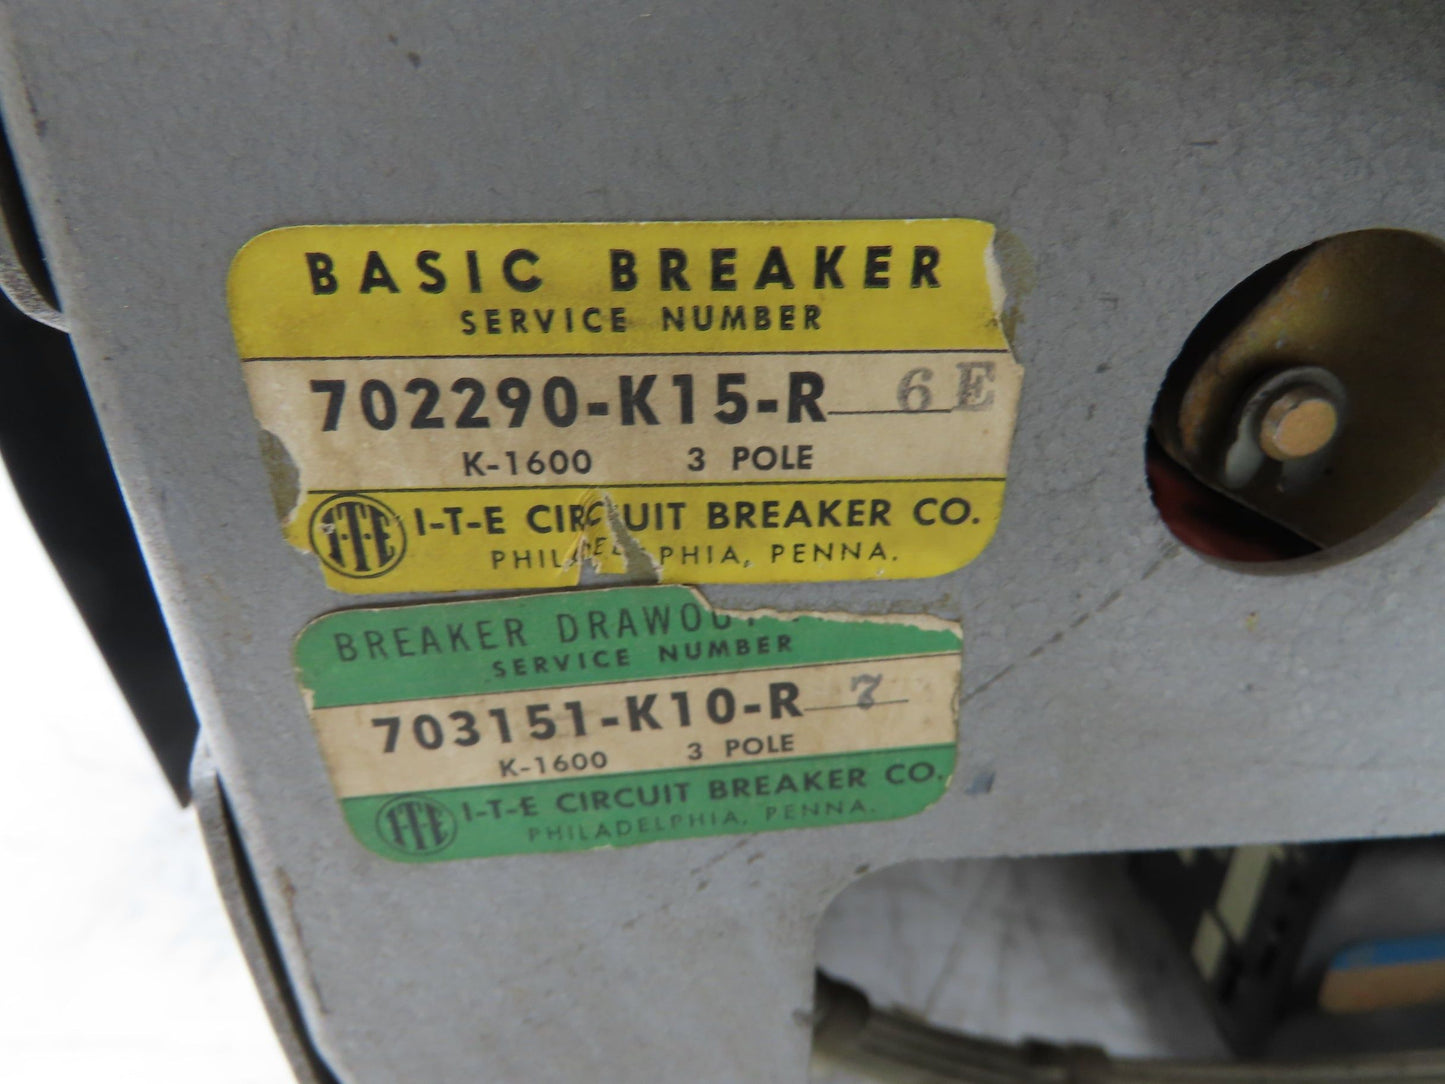 BASIC BREAKER
SERVICE NUMBER
702290-K15-R 6E
K-1600 3 POLE
I-T-E I-T-E CIRCUIT BREAKER CO.
PHILADELPHIA, PENNA.
BREAKER DRAWOUT
SERVICE NUMBER
703151-K10-R 7
K-1600 3 POLE
I-T-E I-T-E CIRCUIT BREAKER CO.
PHILADELPHIA, PENNA.